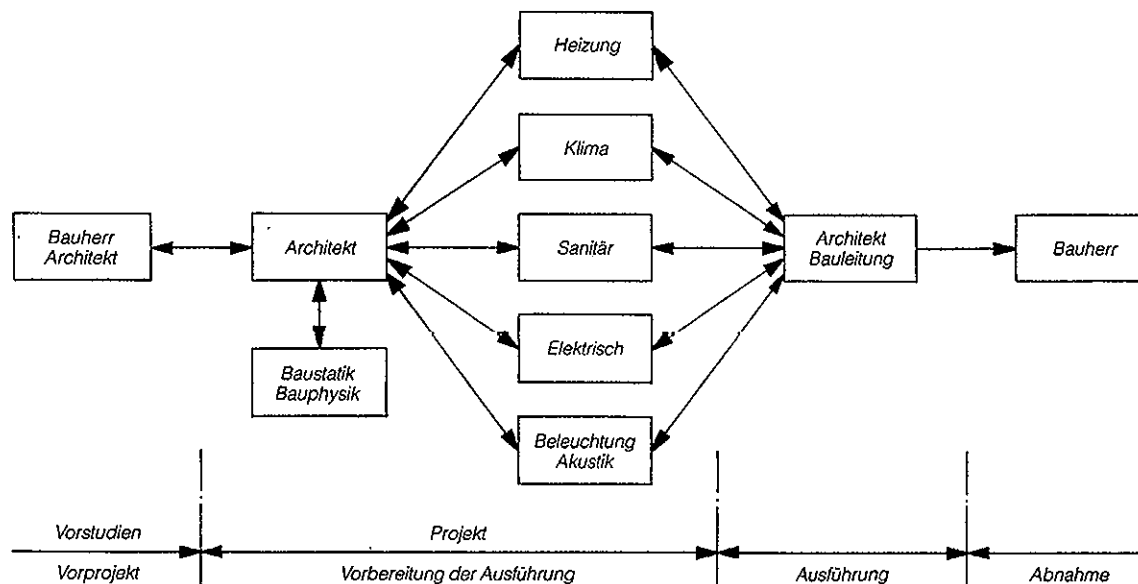 Heizung
Klima
Bauherr
Architekt
Architekt
Sanitär
Architekt
Bauleitung
Bauherr
Baustatik
Bauphysik
Elektrisch
Beleuchtung
Akustik
Vorstudien
Projekt
Vorprojekt
Vorbereitung der Ausführung
Ausführung
Abnahme